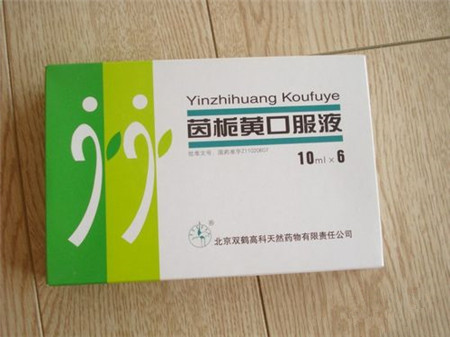 Yinzhihuang Koufuye
茵栀黄口服液
10ml×6
北京双鹤高科天然药物有限责任公司